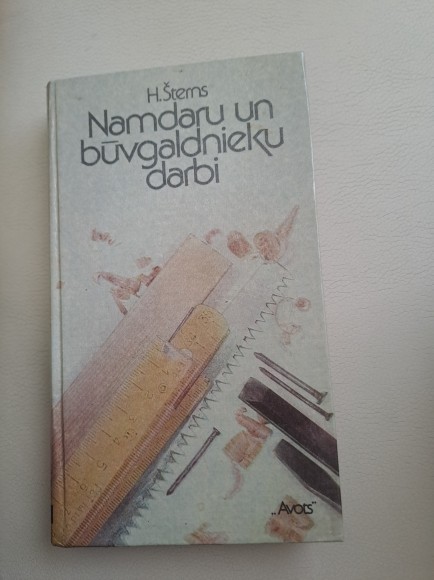 H. Šterns
Namdaru un
būvgaldnieku
darbi
„Avots"